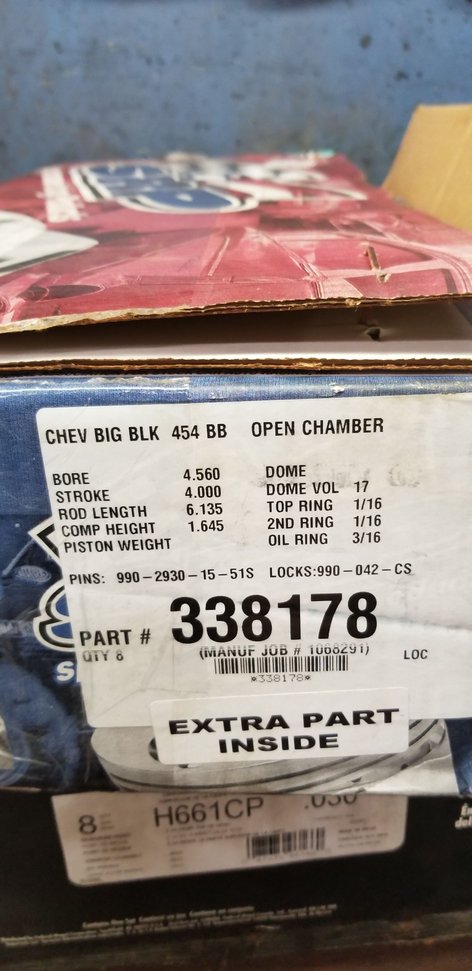 CHEV BIG BLK 454 BB OPEN CHAMBER
BORE 4.560 DOME
STROKE 4.000 DOME VOL 17
ROD LENGTH 6.135 TOP RING 1/16
COMP HEIGHT 1.645 2ND RING 1/16
PISTON WEIGHT OIL RING 3/16
PINS: 990-2930-15-51S LOCKS:990-042-CS
PART # 338178
QTY 8 (MANUF JOB # 1068291) LOC
*338178*
EXTRA PART
INSIDE
8 H661CP .030